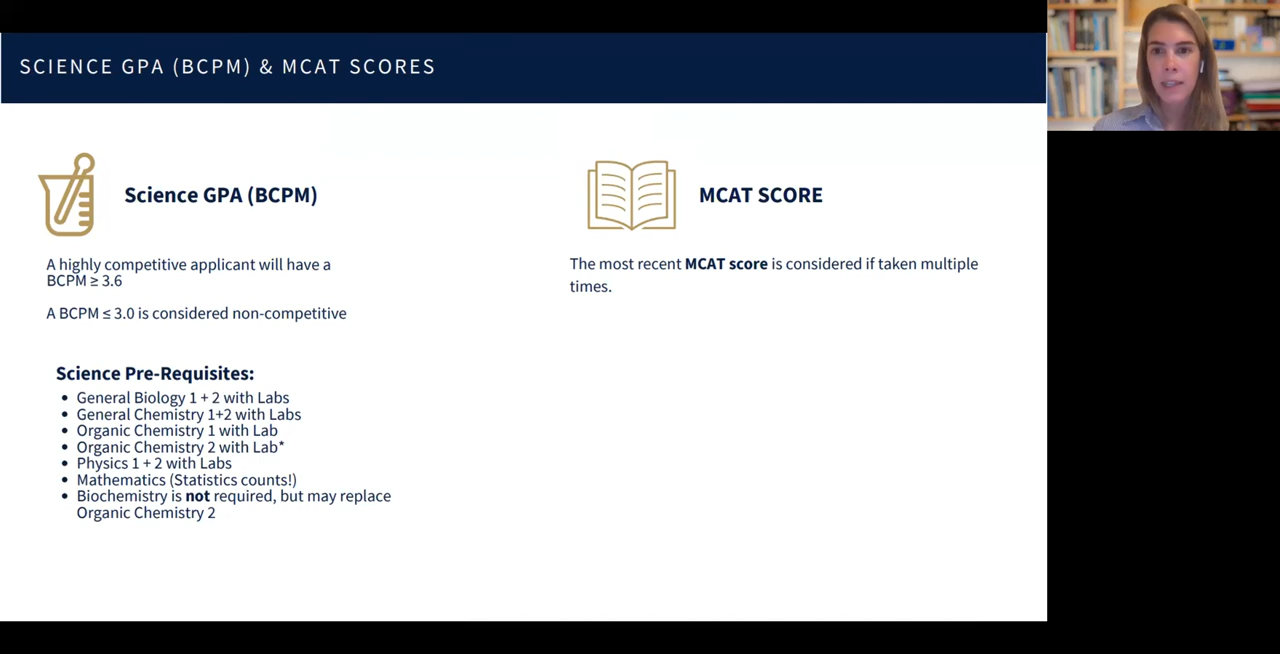 SCIENCE GPA (BCPM) & MCAT SCORES
Science GPA (BCPM)
A highly competitive applicant will have a
BCPM ≥ 3.6
A BCPM ≤ 3.0 is considered non-competitive
Science Pre-Requisites:
• General Biology 1 + 2 with Labs
• General Chemistry 1+2 with Labs
• Organic Chemistry 1 with Lab
• Organic Chemistry 2 with Lab*
• Physics 1 + 2 with Labs
• Mathematics (Statistics counts!)
• Biochemistry is not required, but may replace
Organic Chemistry 2
MCAT SCORE
The most recent MCAT score is considered if taken multiple
times.